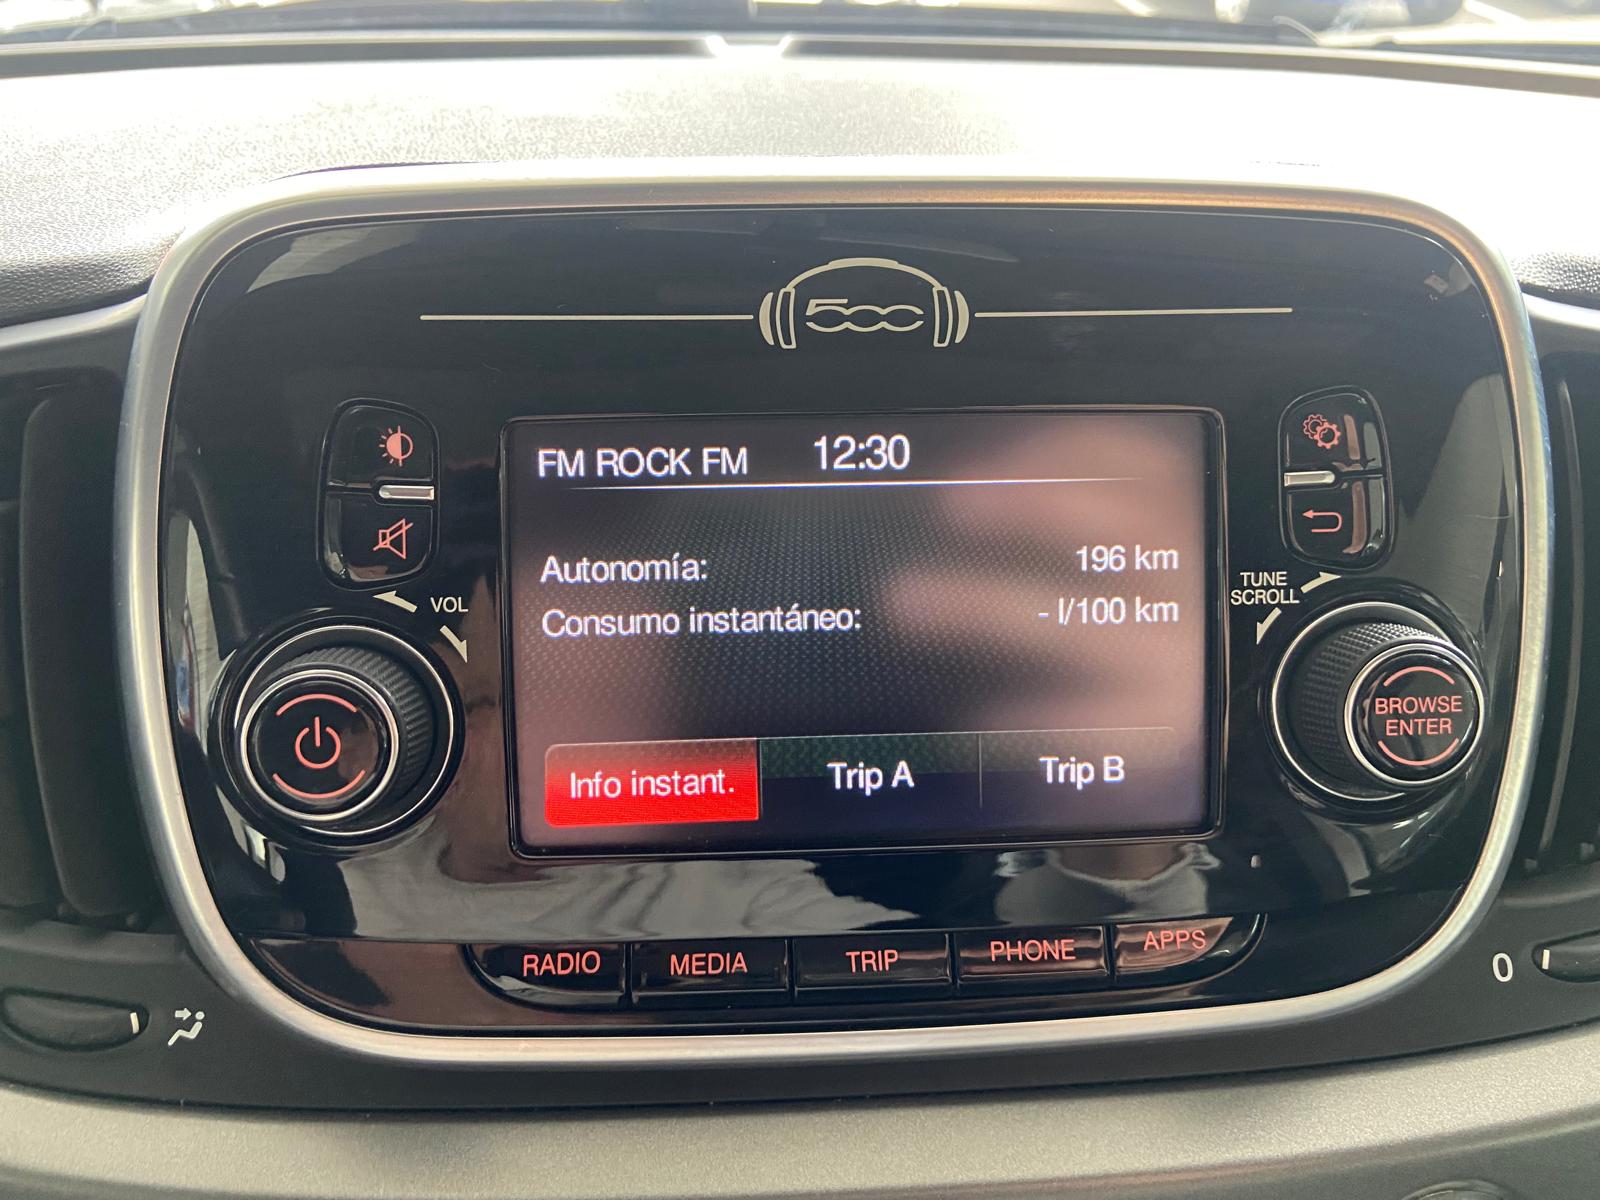 500
FM ROCK FM 12:30
VOL
TUNE
SCROLL
Autonomía: 196 km
Consumo instantáneo: - l/100 km
BROWSE
ENTER
Info instant. Trip A Trip B
RADIO MEDIA TRIP PHONE APPS
0